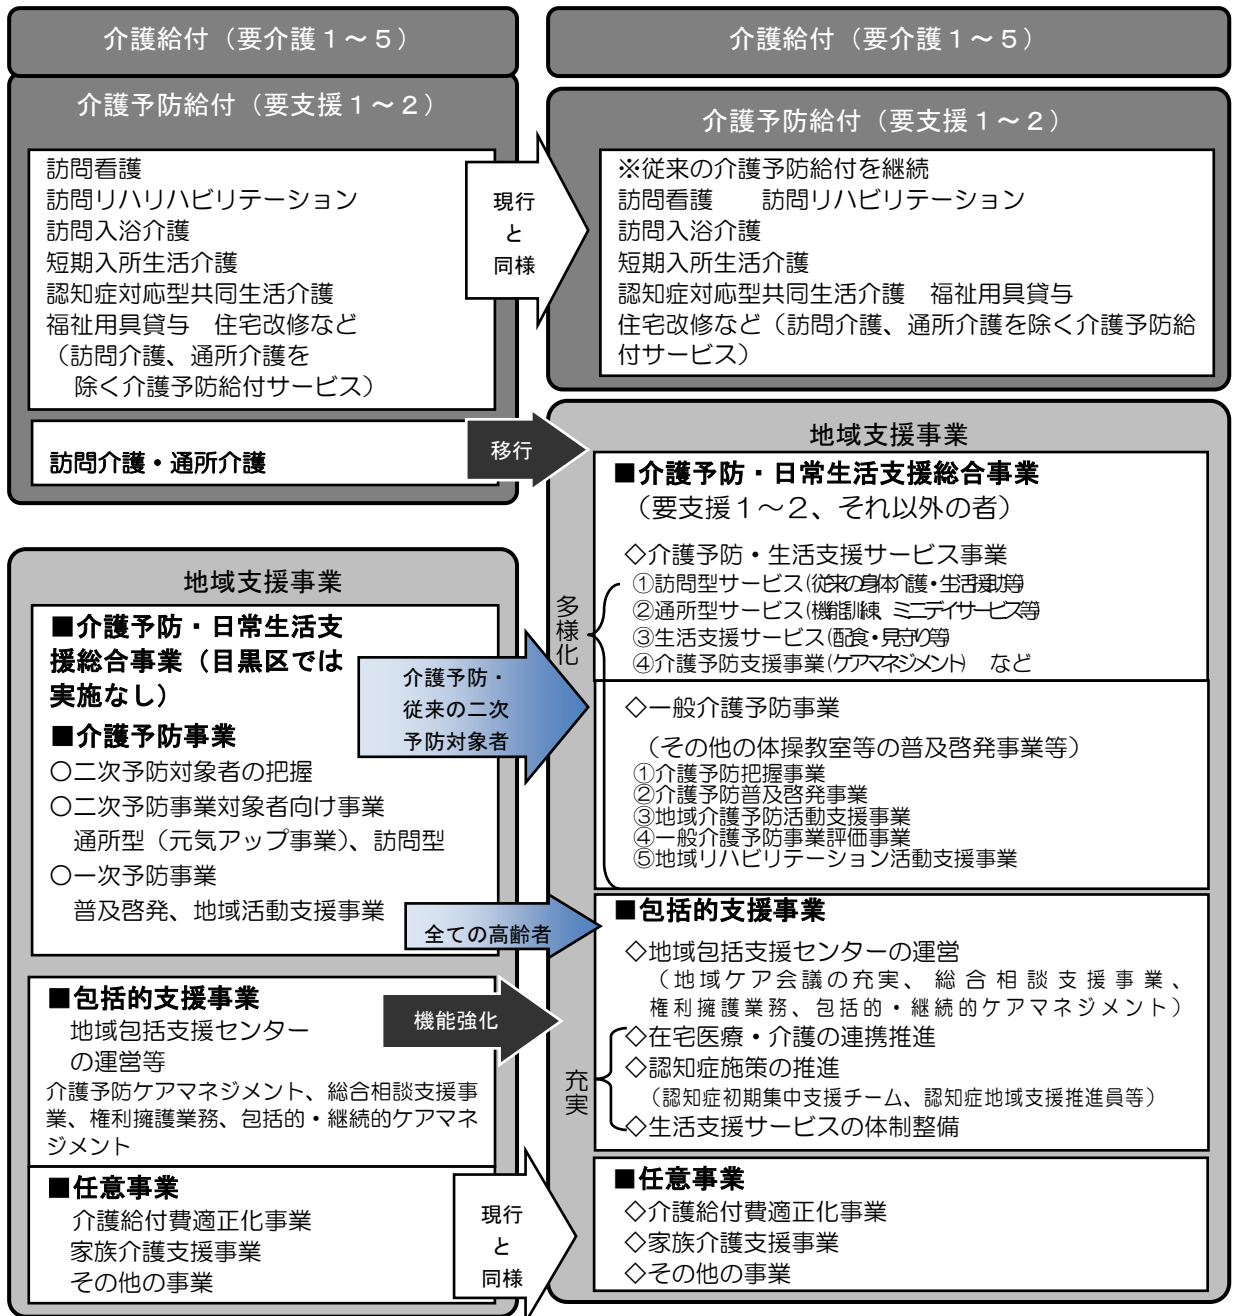 介護給付（要介護１～５）
介護予防給付（要支援１～２）
訪問看護
訪問リハリハビリテーション
訪問入浴介護
短期入所生活介護
認知症対応型共同生活介護
福祉用具貸与　住宅改修など
（訪問介護、通所介護を
除く介護予防給付サービス）
訪問介護・通所介護
現行
と
同様
移行
介護給付（要介護１～５）
介護予防給付（要支援１～２）
※従来の介護予防給付を継続
訪問看護　　訪問リハビリテーション
訪問入浴介護
短期入所生活介護
認知症対応型共同生活介護　福祉用具貸与
住宅改修など（訪問介護、通所介護を除く介護予防給
付サービス）
地域支援事業
■介護予防・日常生活支
援総合事業（目黒区では
実施なし）
■介護予防事業
○二次予防対象者の把握
○二次予防事業対象者向け事業
通所型（元気アップ事業）、訪問型
○一次予防事業
普及啓発、地域活動支援事業
■包括的支援事業
地域包括支援センター
の運営等
介護予防ケアマネジメント、総合相談支援事
業、権利擁護業務、包括的・継続的ケアマネ
ジメント
■任意事業
介護給付費適正化事業
家族介護支援事業
その他の事業
介護予防・
従来の二次
予防対象者
全ての高齢者
機能強化
現行
と
同様
地域支援事業
■介護予防・日常生活支援総合事業
（要支援１～２、それ以外の者）
多様化
◇介護予防・生活支援サービス事業
①訪問型サービス(従来の身体介護・生活援助等)
②通所型サービス(機能訓練、ミニデイサービス等)
③生活支援サービス(配食・見守り等)
④介護予防支援事業(ケアマネジメント)　など
◇一般介護予防事業
（その他の体操教室等の普及啓発事業等）
①介護予防把握事業
②介護予防普及啓発事業
③地域介護予防活動支援事業
④一般介護予防事業評価事業
⑤地域リハビリテーション活動支援事業
■包括的支援事業
◇地域包括支援センターの運営
（地域ケア会議の充実、総合相談支援事業、
権利擁護業務、包括的・継続的ケアマネジメント）
充実
◇在宅医療・介護の連携推進
◇認知症施策の推進
（認知症初期集中支援チーム、認知症地域支援推進員等）
◇生活支援サービスの体制整備
■任意事業
◇介護給付費適正化事業
◇家族介護支援事業
◇その他の事業